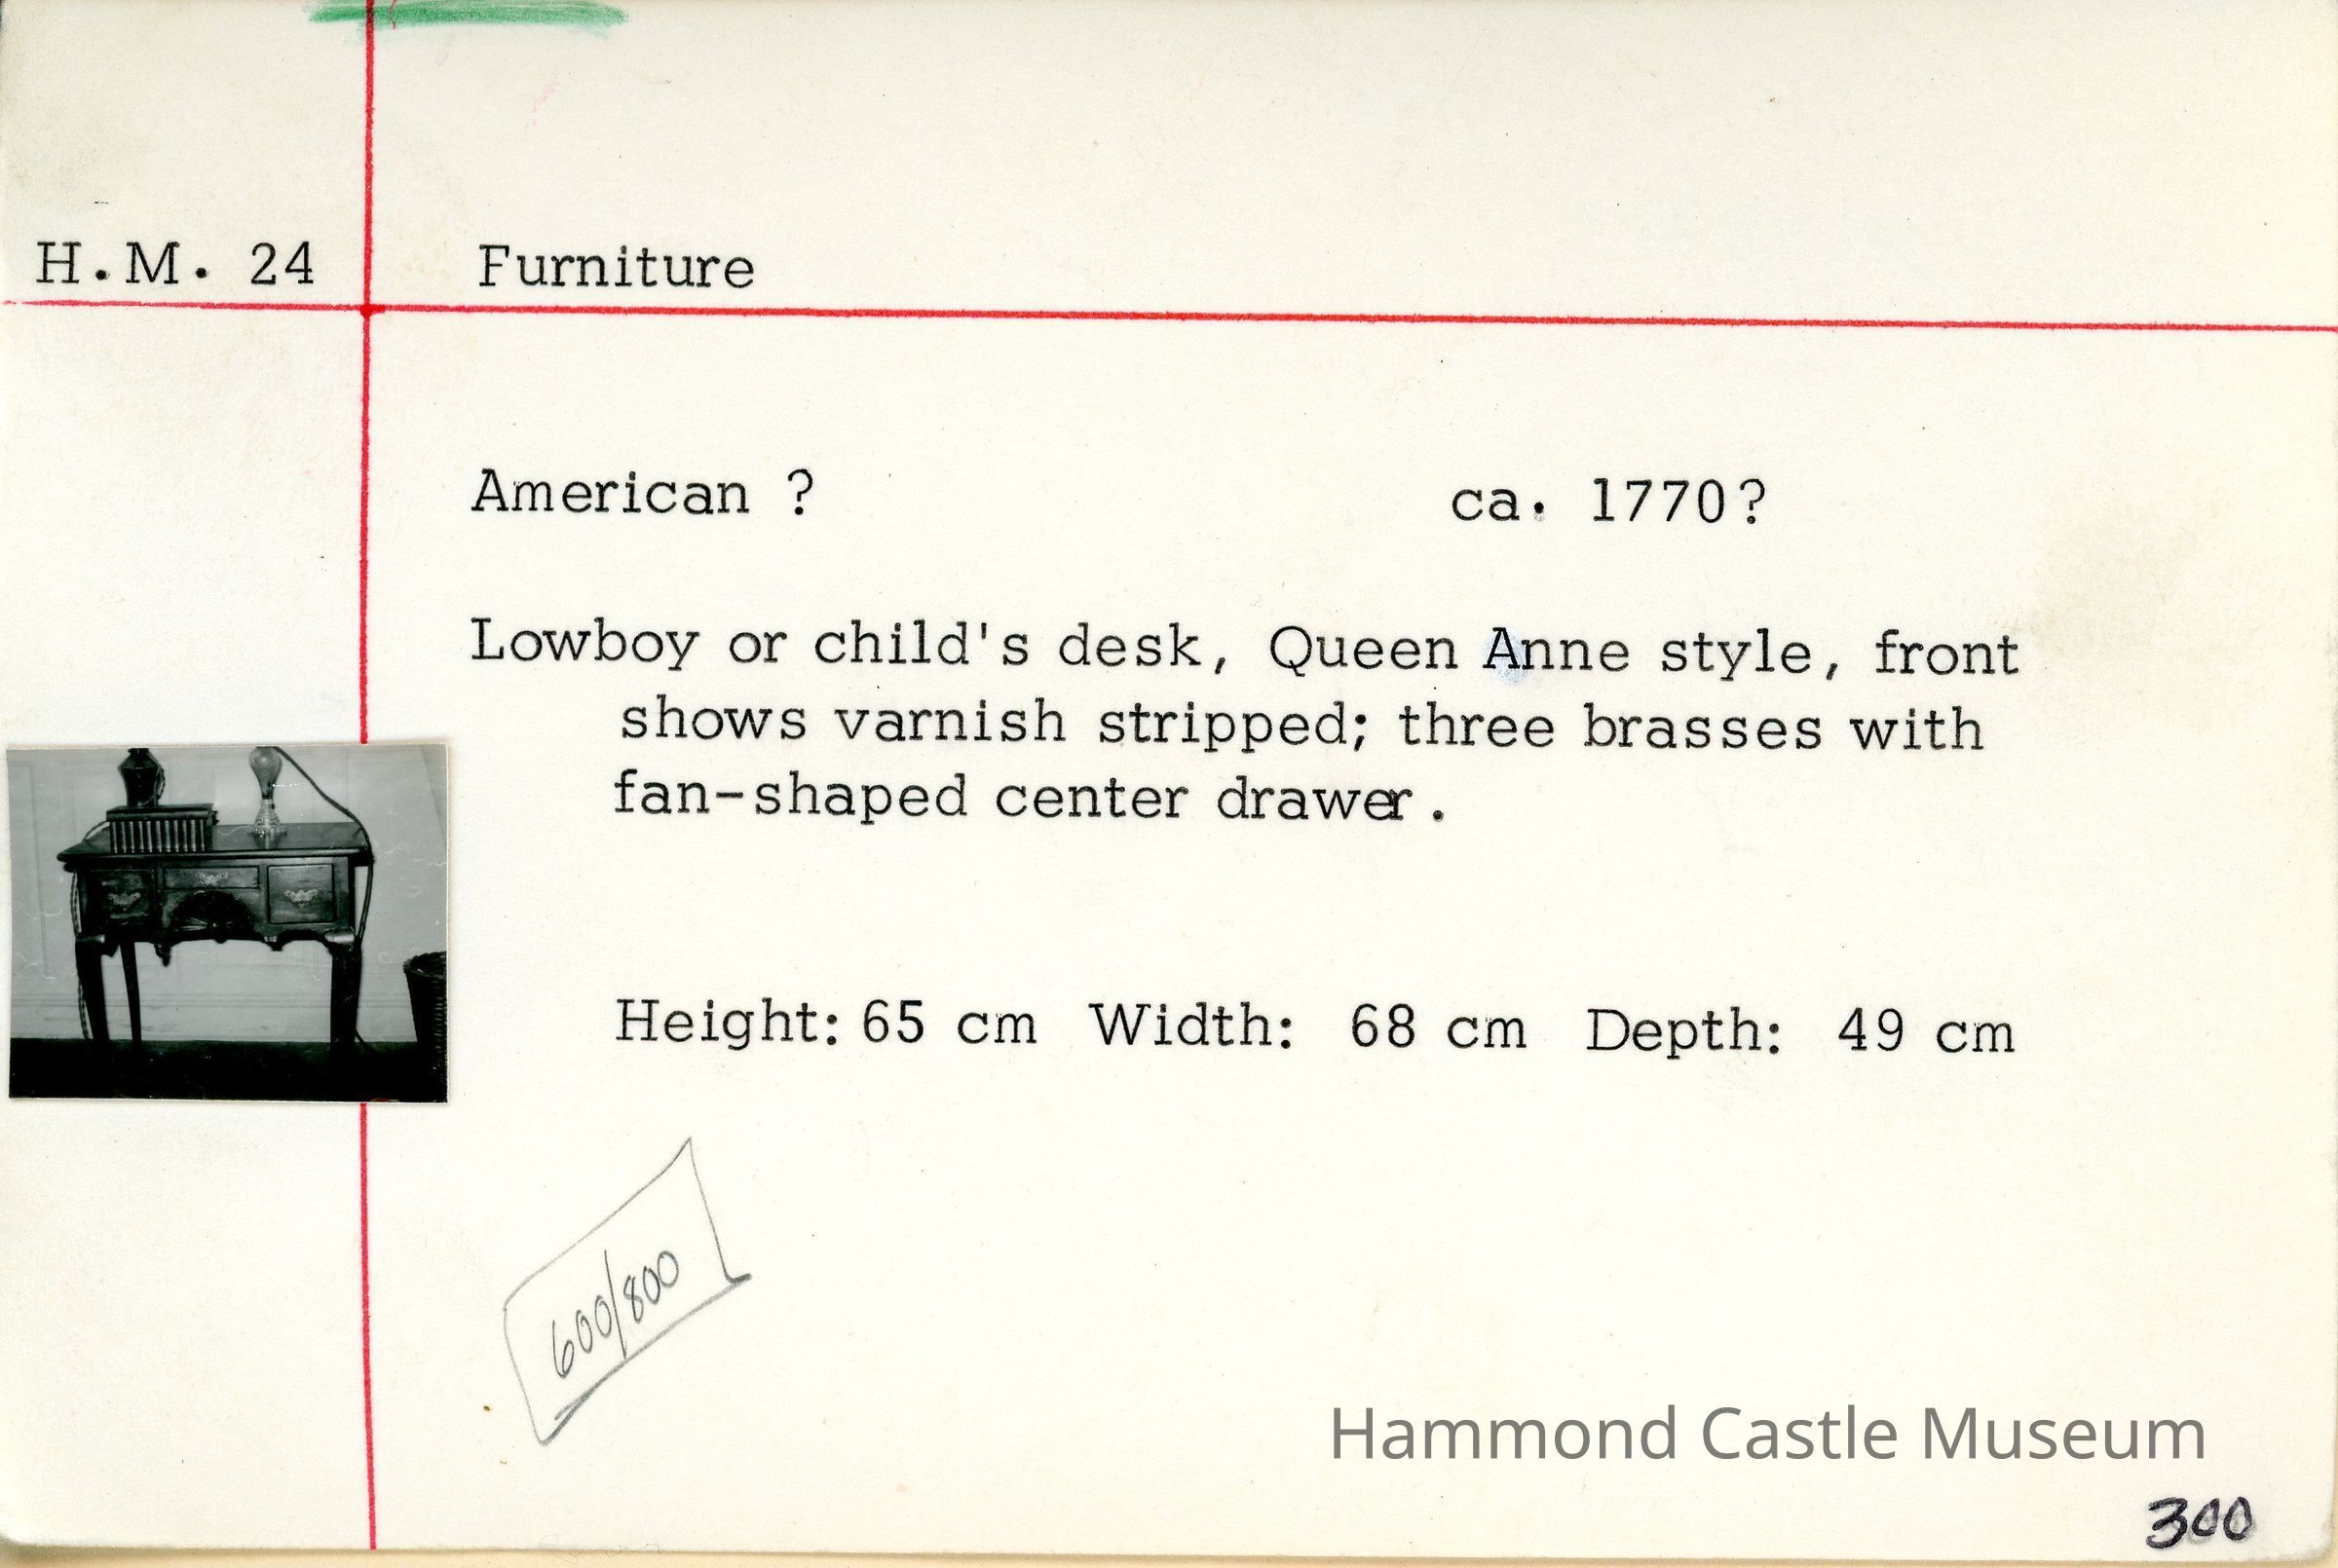 H.M. 24 Furniture
American ? ca. 1770?
Lowboy or child's desk, Queen Anne style, front
shows varnish stripped; three brasses with
fan-shaped center drawer.
Height: 65 cm Width: 68 cm Depth: 49 cm
600/800
Hammond Castle Museum
300